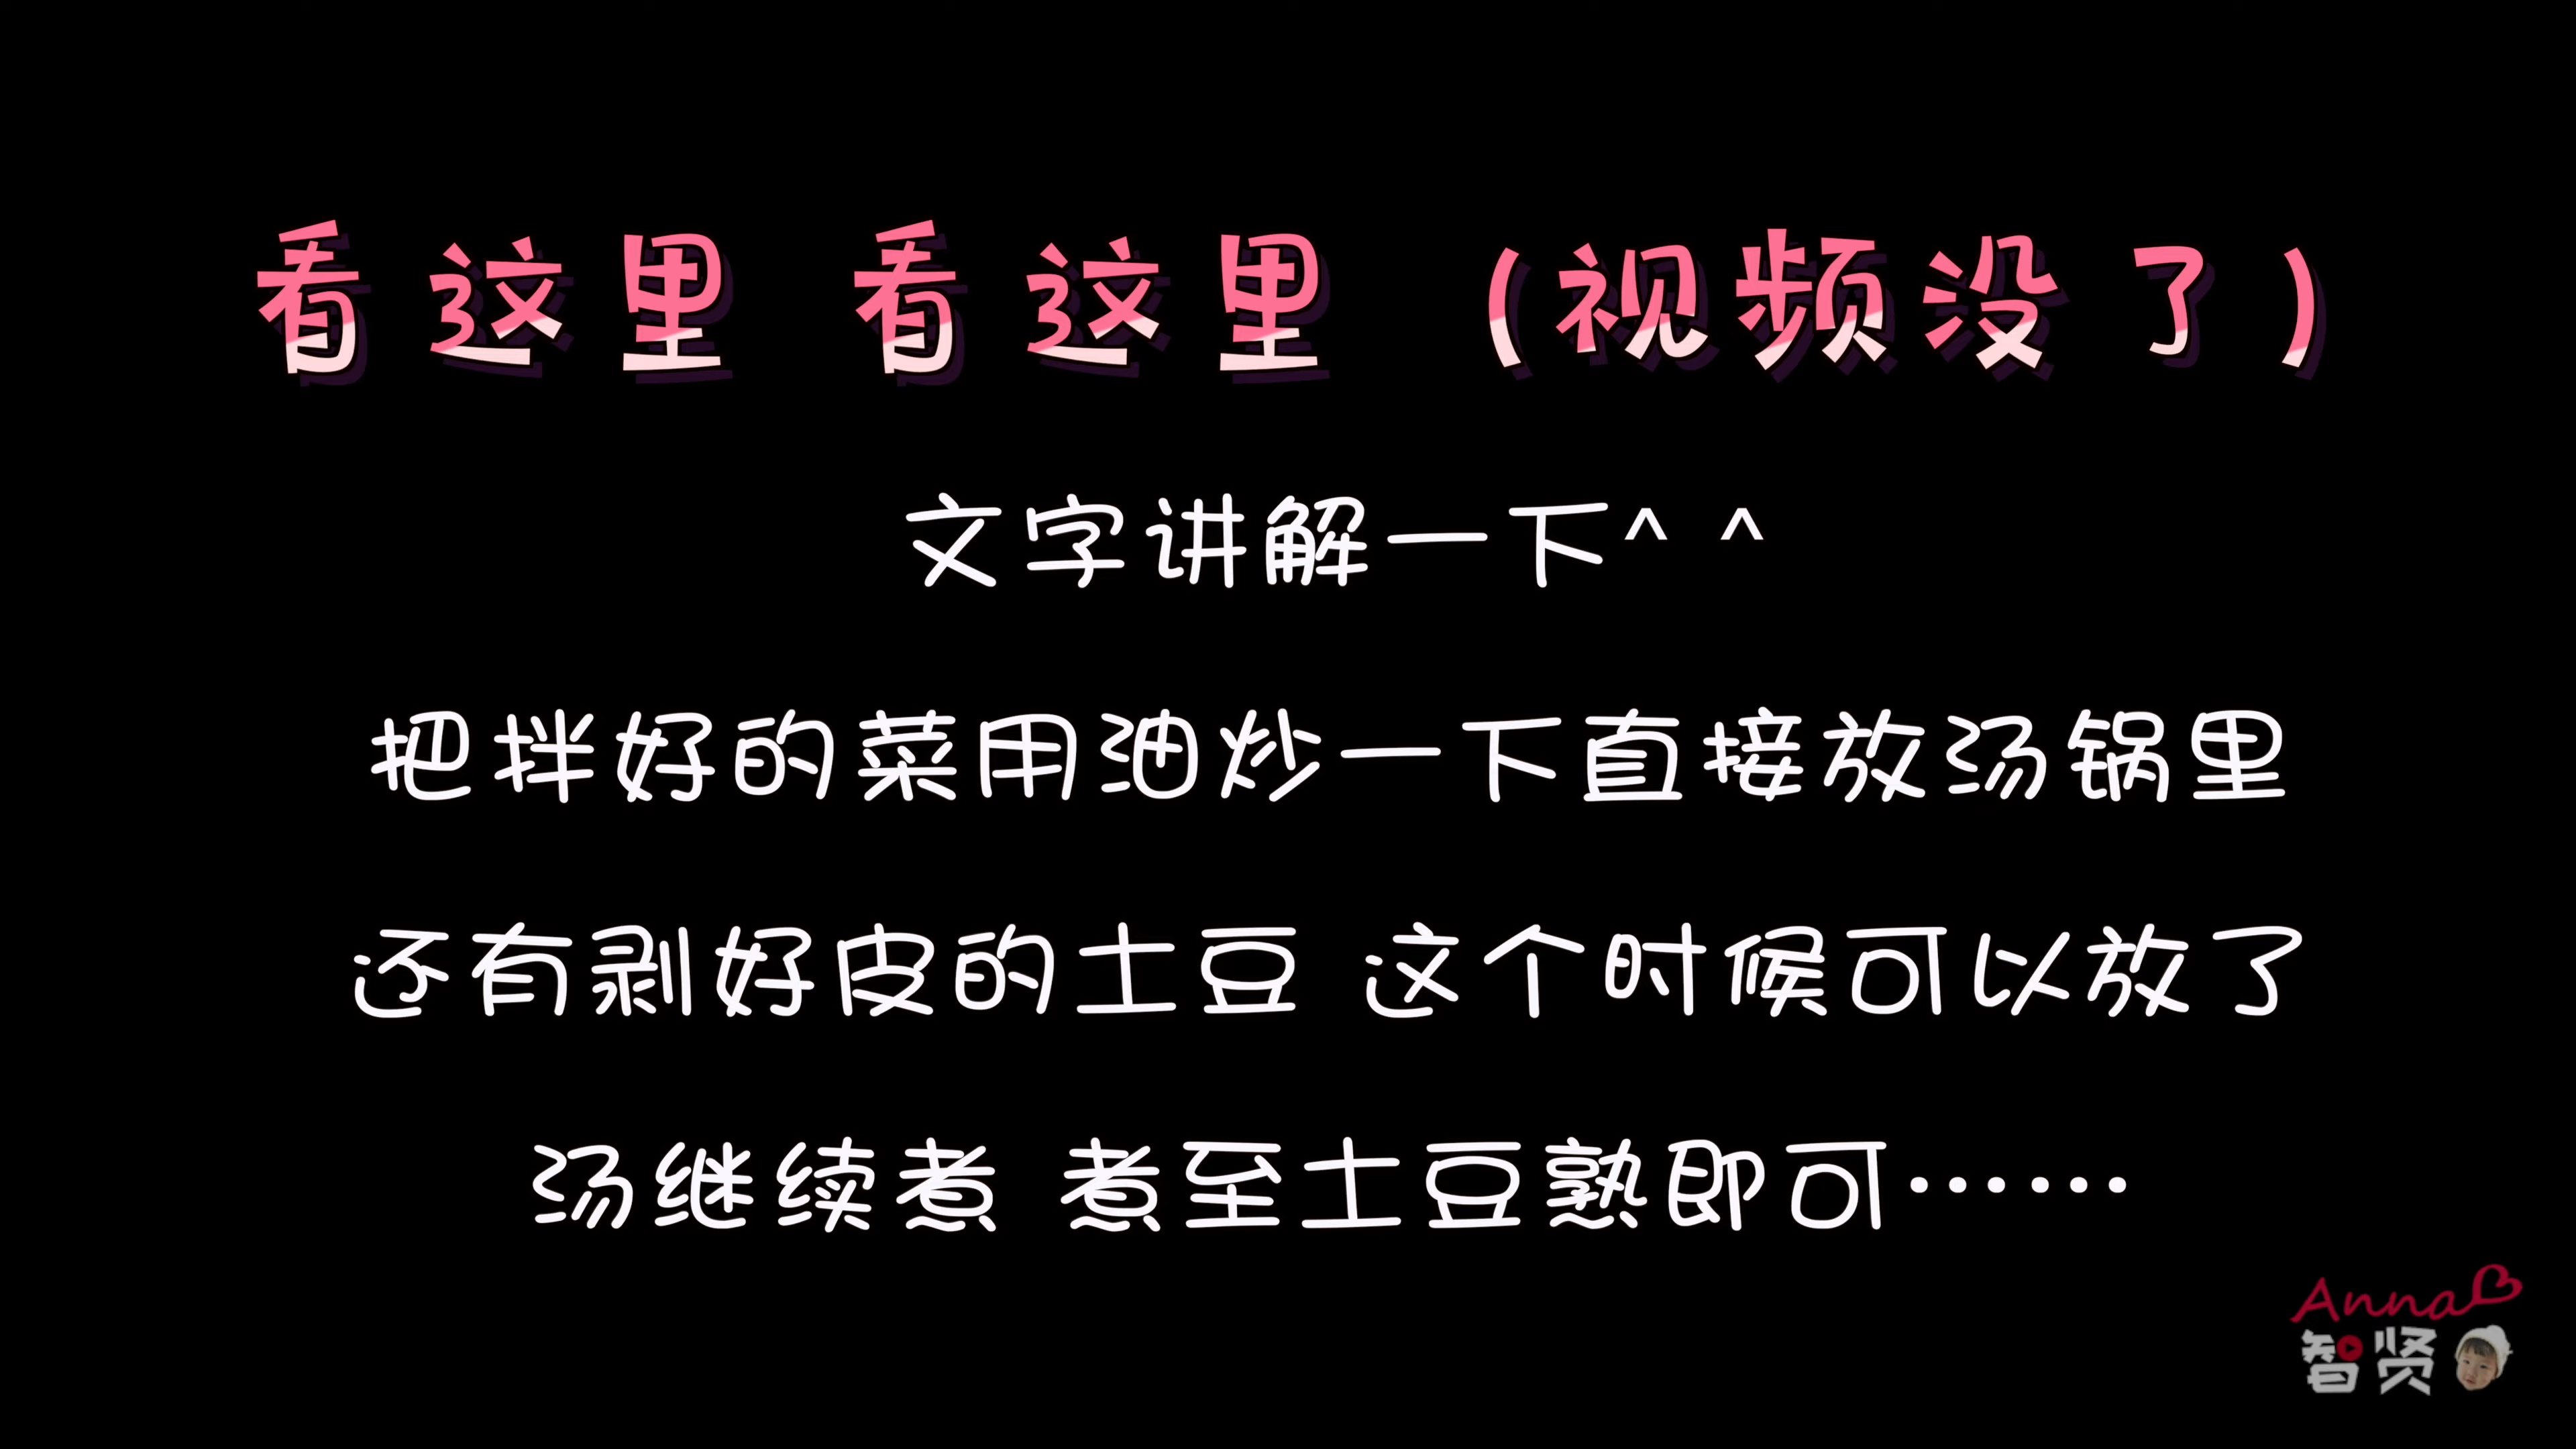 看这里 看这里 (视频没了)
文字讲解一下^ ^
把拌好的菜用油炒一下直接放汤锅里
还有剥好皮的土豆 这个时候可以放了
汤继续煮 煮至土豆熟即可……
Anna
智贤